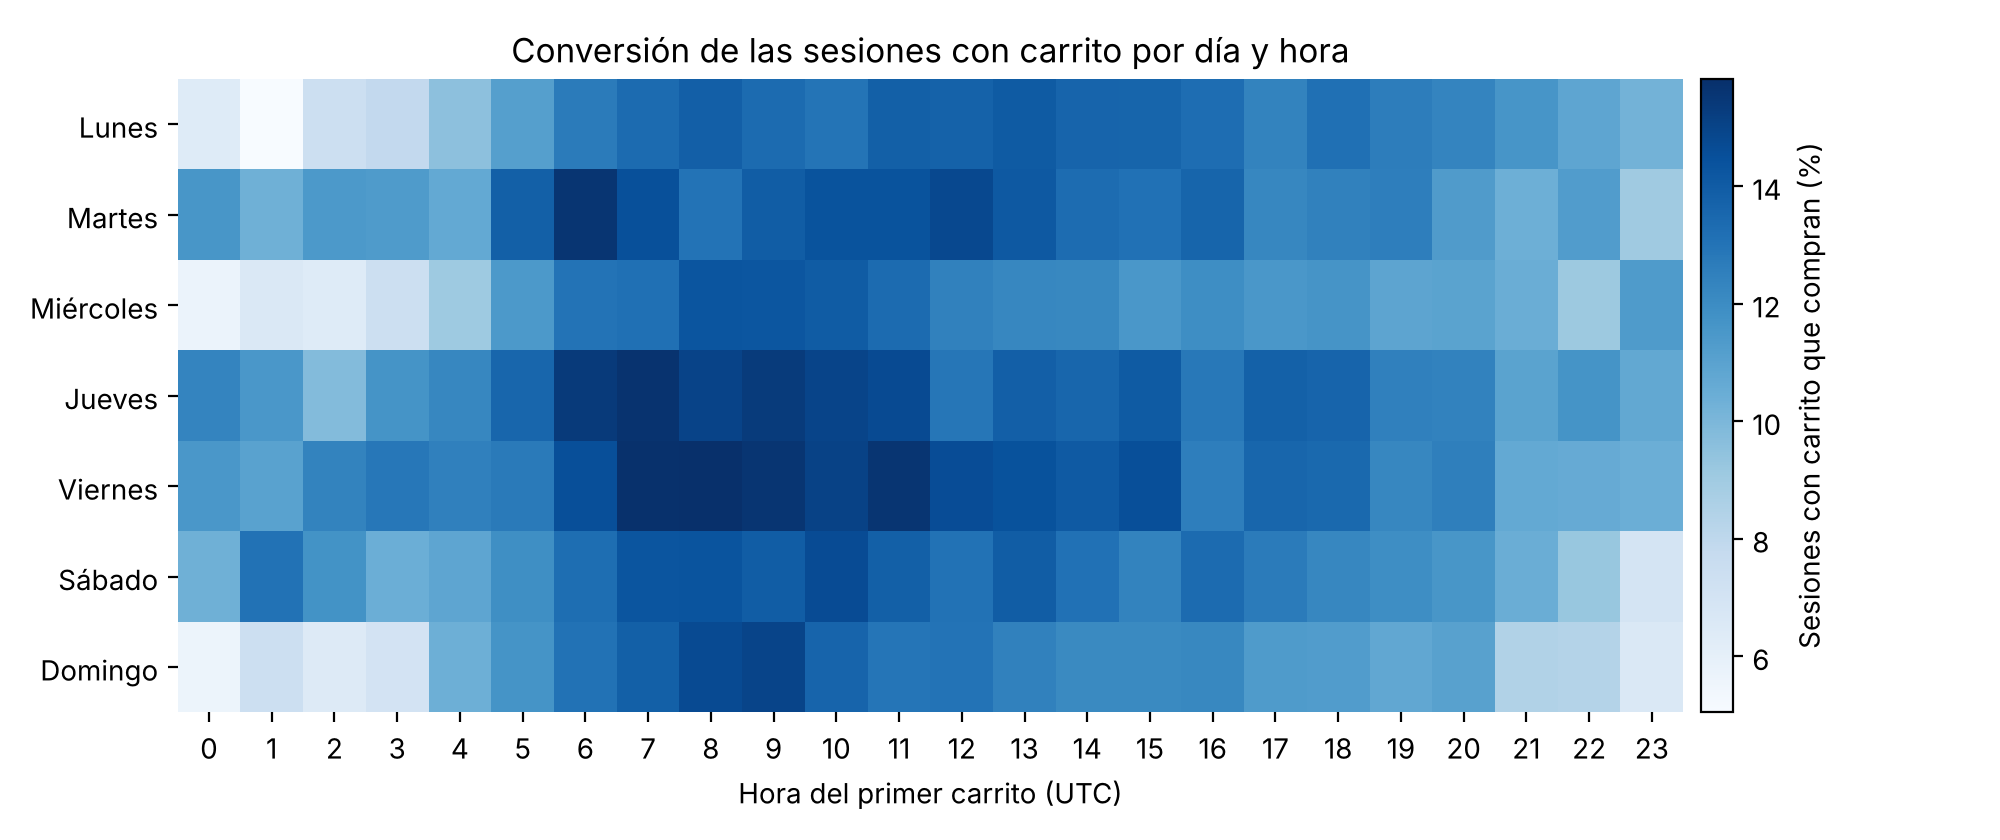 Conversión de las sesiones con carrito por día y hora
Lunes
Martes
Miércoles
Jueves
Viernes
Sábado
Domingo
0 1 2 3 4 5 6 7 8 9 10 11 12 13 14 15 16 17 18 19 20 21 22 23
Hora del primer carrito (UTC)
14
12
10
8
6
Sesiones con carrito que compran (%)